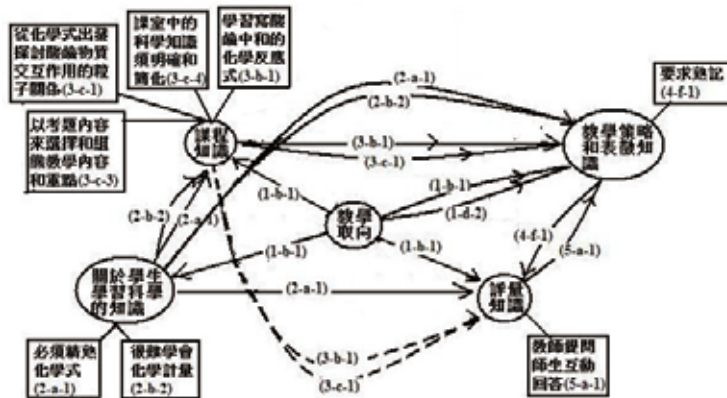 從化學式出發
探討酸鹼物質
交互作用的粒
子關係(3-c-1)
課室中的
科學知識
須明確和
簡化(3-c-4)
學習寫酸
鹼中和的
化學反應
式(3-b-1)
以考題內容
來選擇和組
織教學內容
和重點(3-c-3)
課程
知識
(2-a-1)
(2-b-2)
要求熟記
(4-f-1)
教學策略
和表徵知
識
(3-b-1)
(3-c-1)
(1-b-1)
(1-b-1)
(1-d-2)
(2-b-2)
(2-a-1)
教學
取向
(1-b-1)
(1-b-1)
(4-f-1)
(5-a-1)
關於學生
學習科學
的知識
(2-a-1)
評量
知識
必須精熟
化學式
(2-a-1)
很難學會
化學計量
(2-b-2)
(3-b-1)
(3-c-1)
教師提問
師生互動
回答(5-a-1)